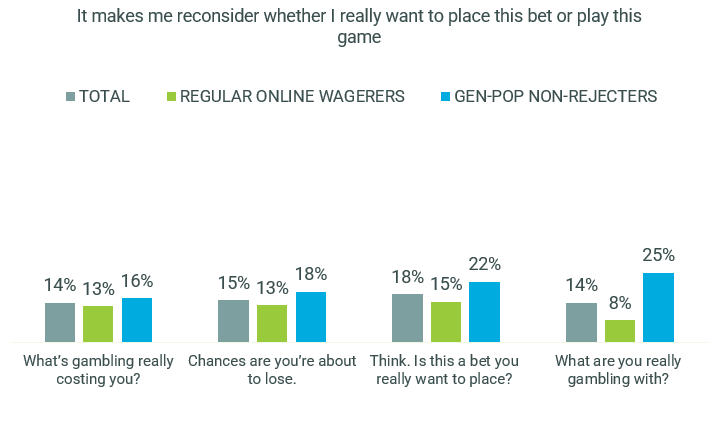 It makes me reconsider whether I really want to place this bet or play this
game
TOTAL REGULAR ONLINE WAGERERS GEN-POP NON-REJECTERS
14% 13% 16% 15% 13% 18% 18% 15% 22% 14% 8% 25%
What's gambling really Chances are you're about Think. Is this a bet you What are you really
costing you? to lose. really want to place? gambling with?